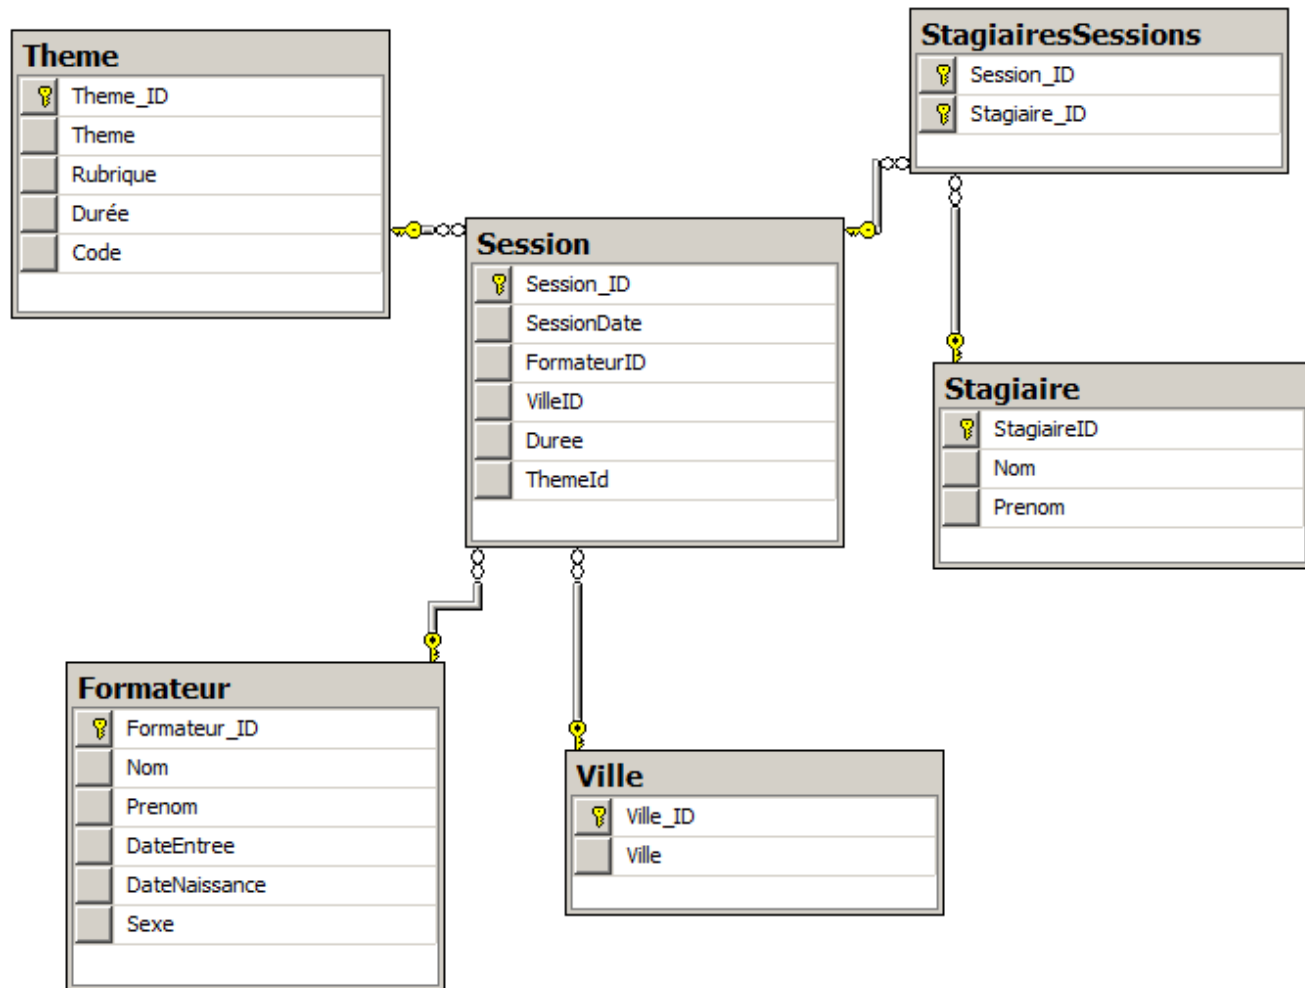 Theme
Theme_ID
Theme
Rubrique
Durée
Code
StagiairesSessions
Session_ID
Stagiaire_ID
Session
Session_ID
SessionDate
FormateurID
VilleID
Duree
ThemeId
Stagiaire
StagiaireID
Nom
Prenom
Formateur
Formateur_ID
Nom
Prenom
DateEntree
DateNaissance
Sexe
Ville
Ville_ID
Ville